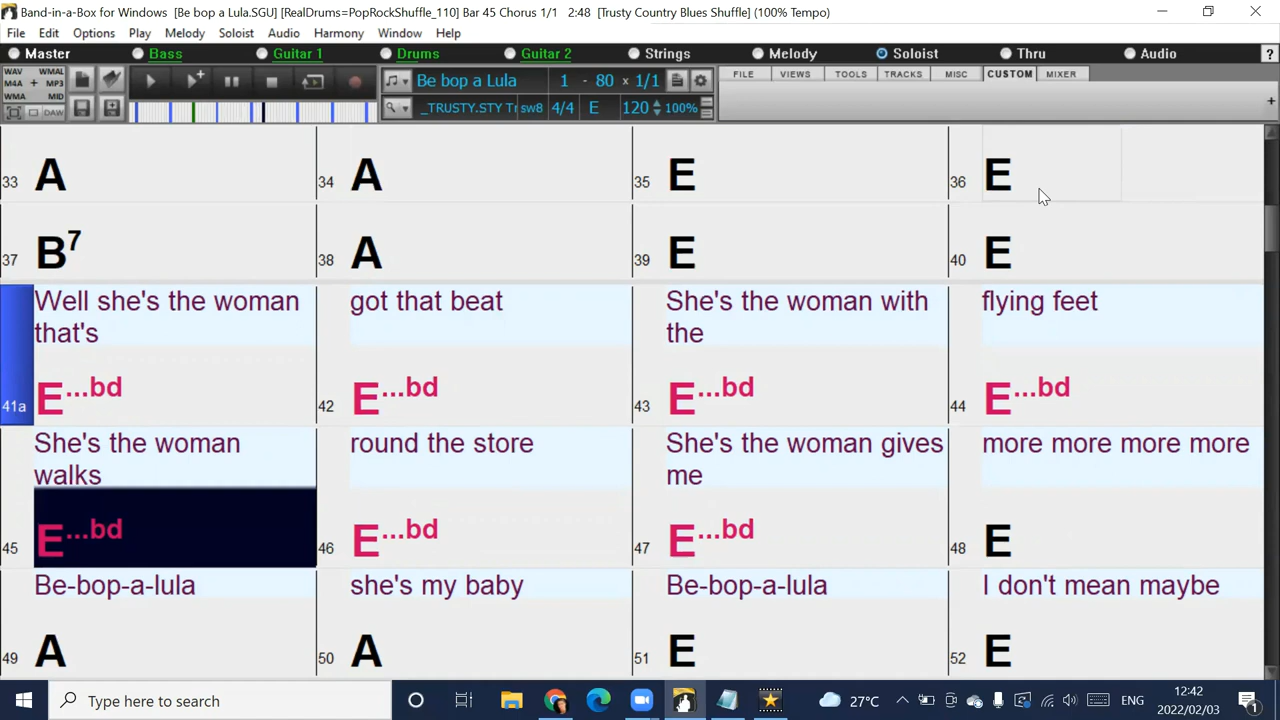 Band-in-a-Box for Windows [Be bop a Lula.SGU] [RealDrums=PopRockShuffle_110] Bar 45 Chorus 1/1 2:48 [Trusty Country Blues Shuffle] (100% Tempo)
File Edit Options Play Melody Soloist Audio Harmony Window Help
Master Bass Guitar 1 Drums Guitar 2 Strings Melody Soloist Thru Audio ?
WAV WMAL
M4A + MP3
WMA MID
DAW
Be bop a Lula 1 - 80 x 1/1
_TRUSTY.STY Tr sw8 4/4 E 120 100%
FILE VIEWS TOOLS TRACKS MISC CUSTOM MIXER
+
33 A 34 A 35 E 36 E
37 B7 38 A 39 E 40 E
Well she's the woman that's got that beat She's the woman with the flying feet
41a E...bd 42 E...bd 43 E...bd 44 E...bd
She's the woman walks round the store She's the woman gives me more more more more
45 E...bd 46 E...bd 47 E...bd 48 E
Be-bop-a-lula she's my baby Be-bop-a-lula I don't mean maybe
49 A 50 A 51 E 52 E
Type here to search
27°C
ENG
12:42
2022/02/03
1